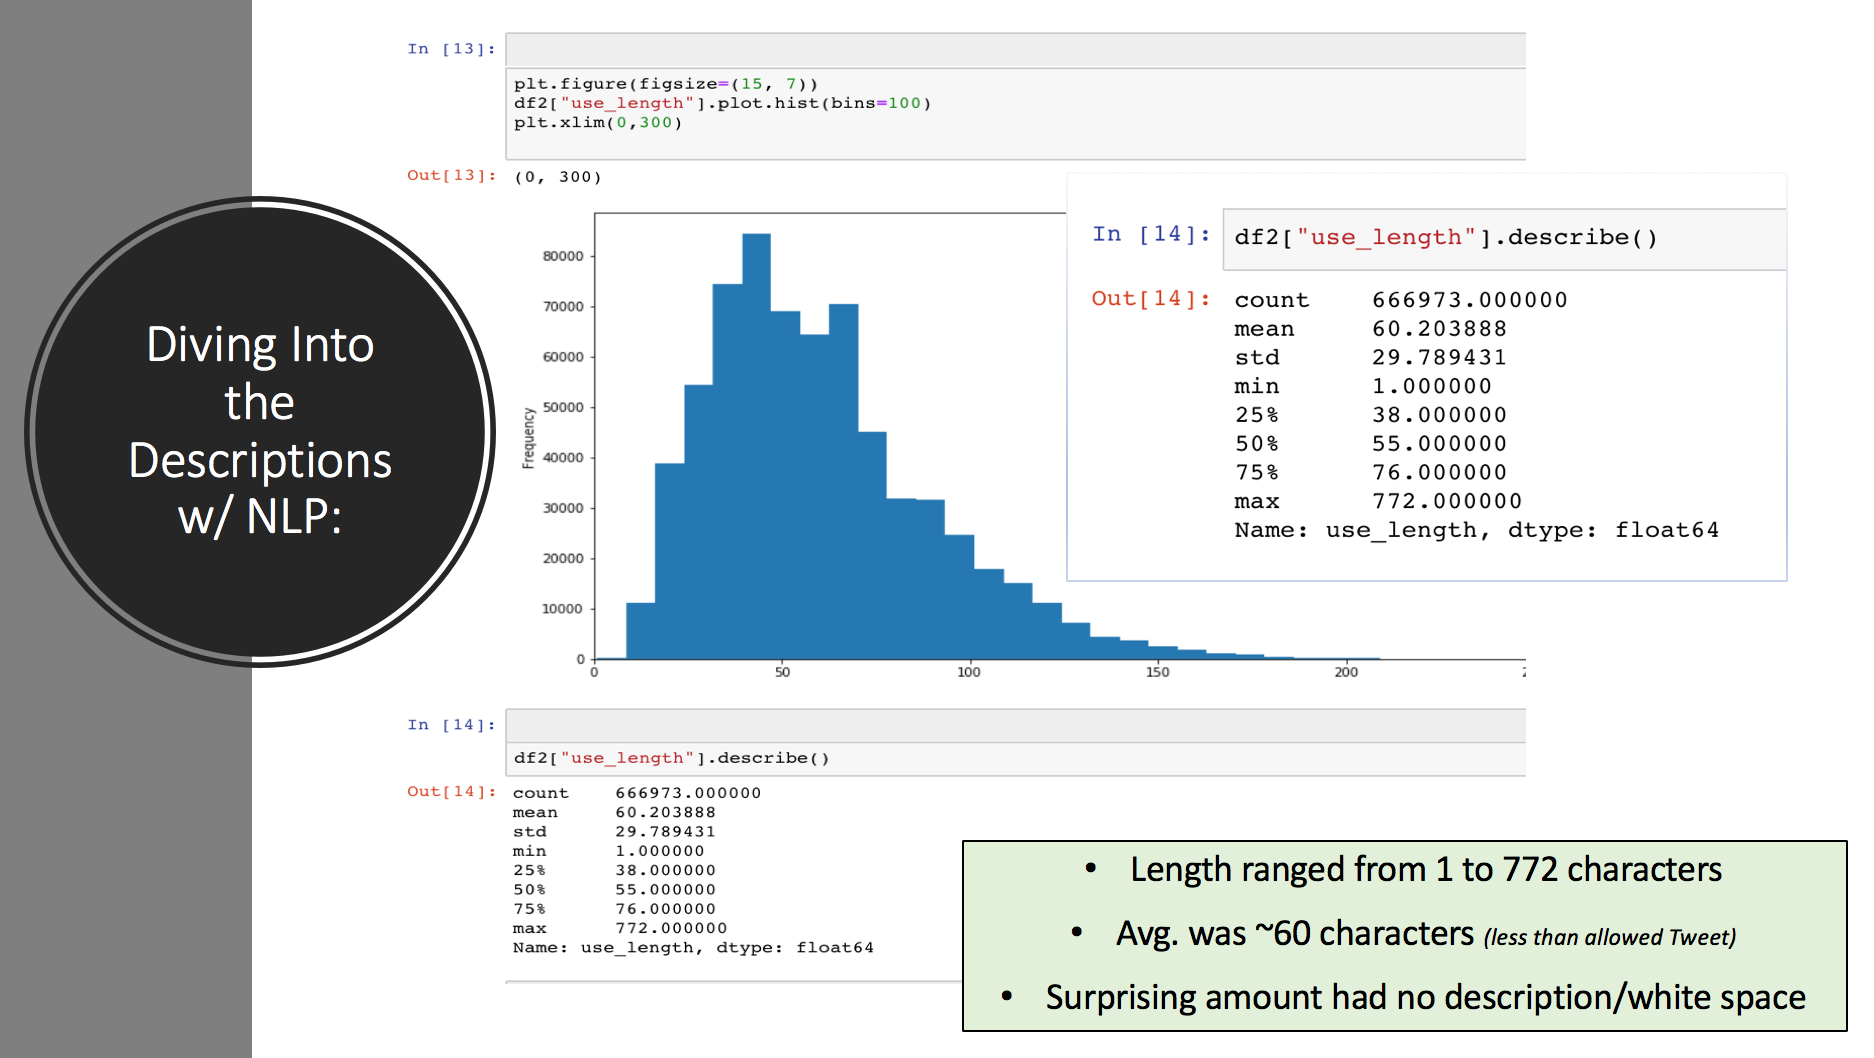 Diving Into
the
Descriptions
w/ NLP:
In [13]:
plt.figure(figsize=(15, 7))
df2["use_length"].plot.hist(bins=100)
plt.xlim(0,300)
Out[13]: (0, 300)
80000
70000
60000
50000
40000
30000
20000
10000
0
Frequency
0 50 100 150 200
In [14]: df2["use_length"].describe()
Out[14]: count 666973.000000
mean 60.203888
std 29.789431
min 1.000000
25% 38.000000
50% 55.000000
75% 76.000000
max 772.000000
Name: use_length, dtype: float64
In [14]:
df2["use_length"].describe()
Out[14]: count 666973.000000
mean 60.203888
std 29.789431
min 1.000000
25% 38.000000
50% 55.000000
75% 76.000000
max 772.000000
Name: use_length, dtype: float64
• Length ranged from 1 to 772 characters
• Avg. was ~60 characters (less than allowed Tweet)
• Surprising amount had no description/white space